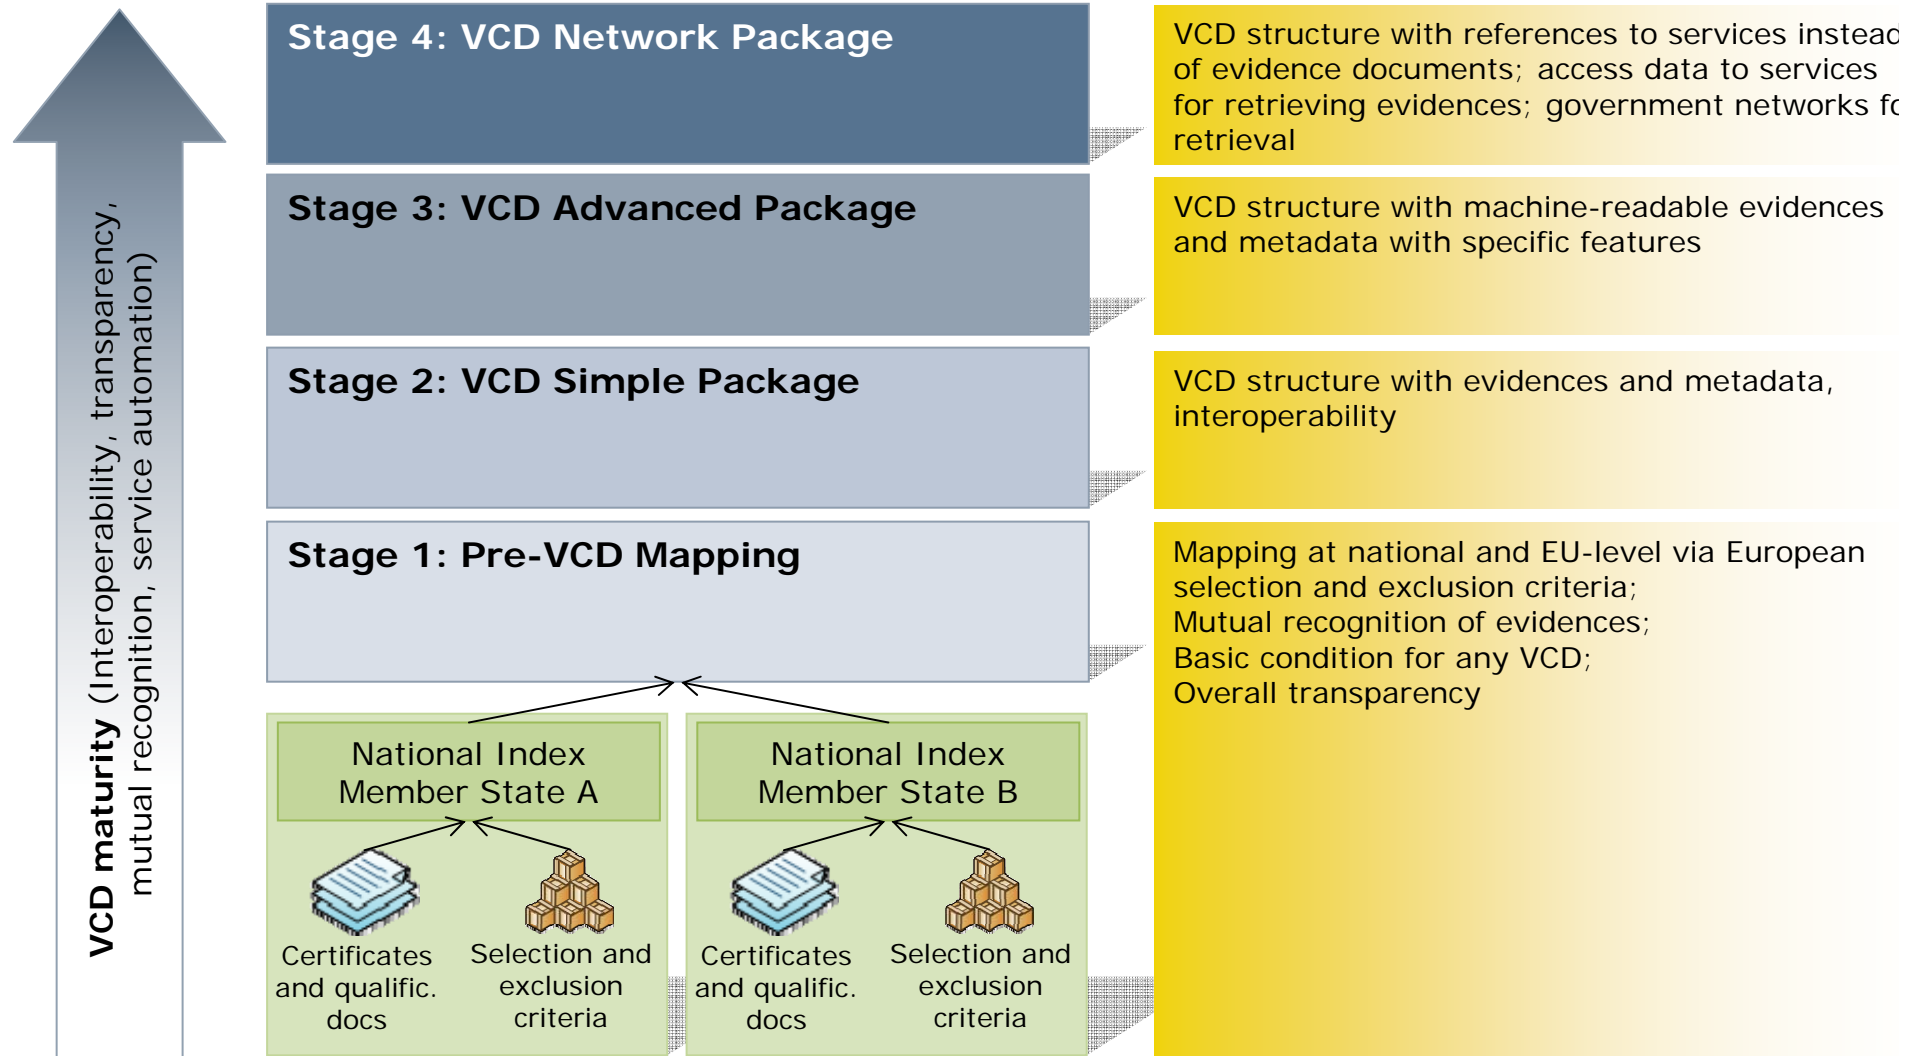 VCD maturity (Interoperability, transparency,
mutual recognition, service automation)
Stage 4: VCD Network Package
VCD structure with references to services instead
of evidence documents; access data to services
for retrieving evidences; government networks
retrieval
Stage 3: VCD Advanced Package
VCD structure with machine-readable evidences
and metadata with specific features
Stage 2: VCD Simple Package
VCD structure with evidences and metadata,
interoperability
Stage 1: Pre-VCD Mapping
Mapping at national and EU-level via European
selection and exclusion criteria;
Mutual recognition of evidences;
Basic condition for any VCD;
Overall transparency
National Index
Member State A
Certificates
and qualific.
docs
Selection and
exclusion
criteria
National Index
Member State B
Certificates
and qualific.
docs
Selection and
exclusion
criteria